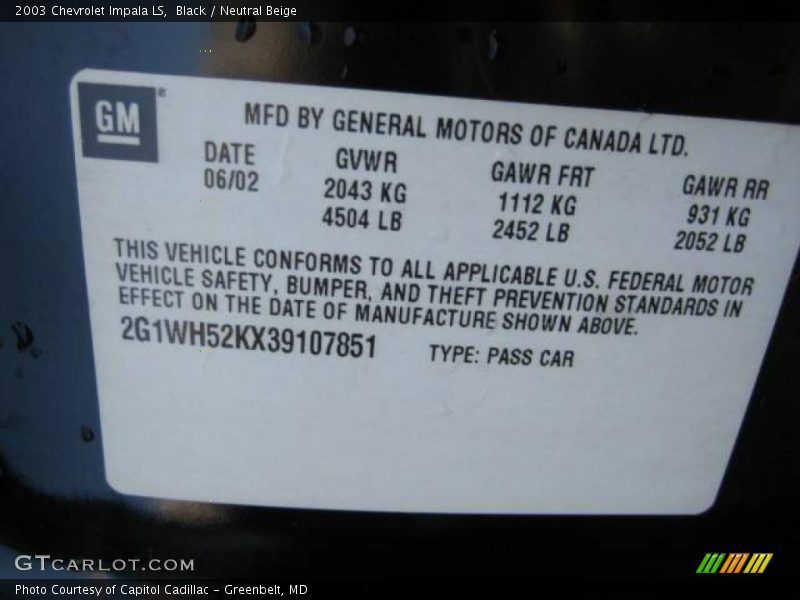 2003 Chevrolet Impala LS, Black / Neutral Beige
GM ®
MFD BY GENERAL MOTORS OF CANADA LTD.
DATE GVWR GAWR FRT GAWR RR
06/02 2043 KG 1112 KG 931 KG
4504 LB 2452 LB 2052 LB
THIS VEHICLE CONFORMS TO ALL APPLICABLE U.S. FEDERAL MOTOR
VEHICLE SAFETY, BUMPER, AND THEFT PREVENTION STANDARDS IN
EFFECT ON THE DATE OF MANUFACTURE SHOWN ABOVE.
2G1WH52KX39107851 TYPE: PASS CAR
GTCARLOT.COM
Photo Courtesy of Capitol Cadillac - Greenbelt, MD